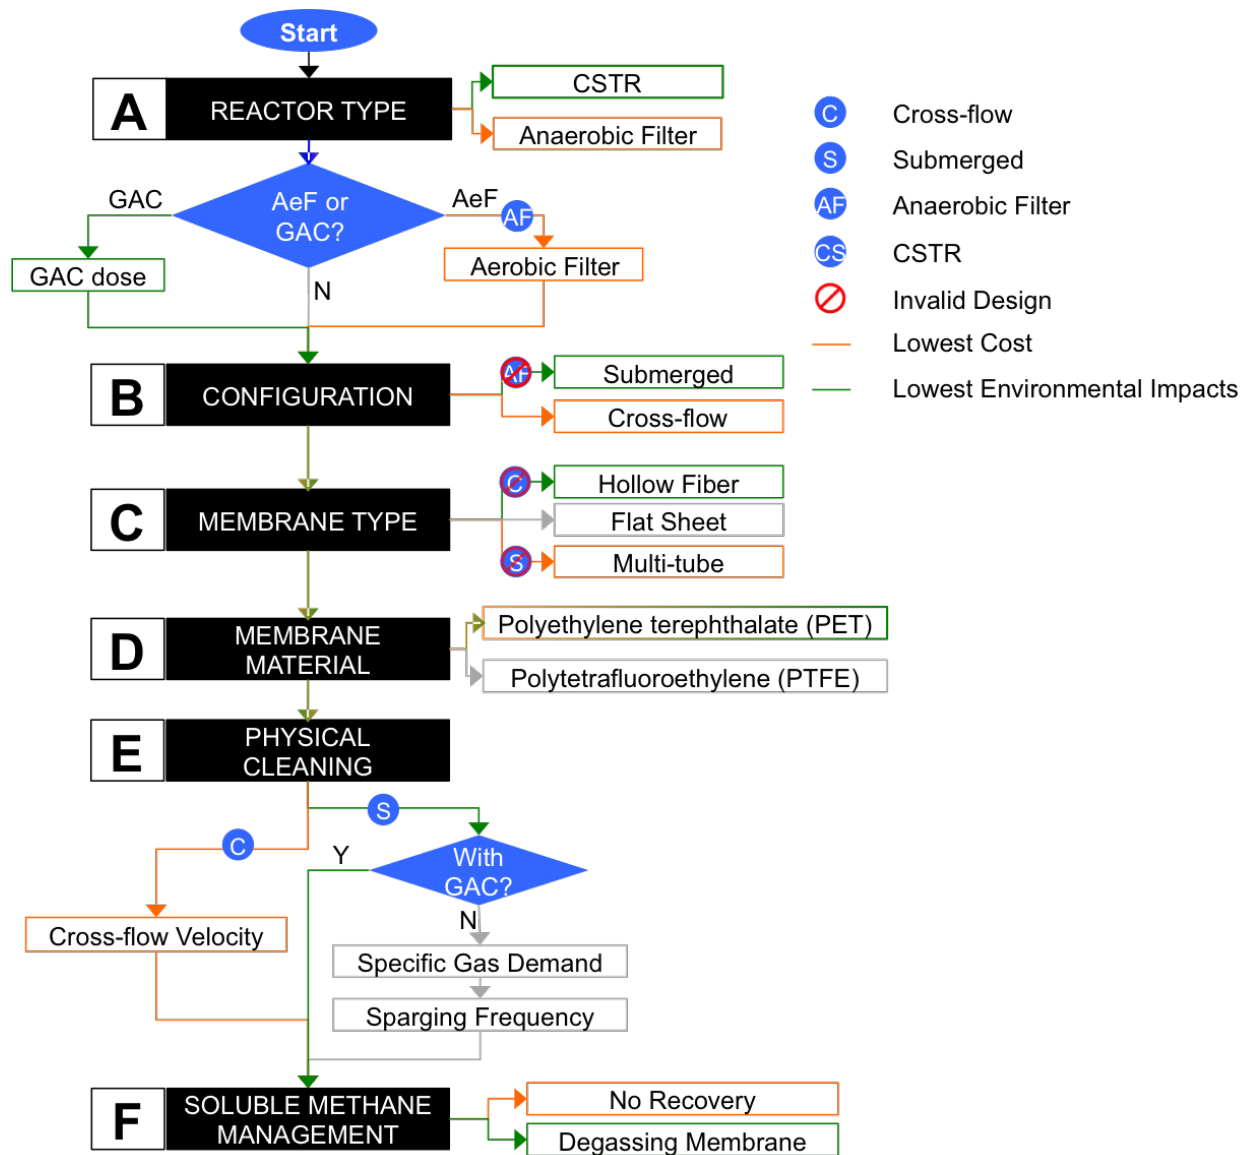 Start
A
REACTOR TYPE
CSTR
Anaerobic Filter
GAC
AeF or
GAC?
AeF
AF
GAC dose
Aerobic Filter
N
B
CONFIGURATION
AF
Submerged
Cross-flow
C
MEMBRANE TYPE
C
Hollow Fiber
Flat Sheet
S
Multi-tube
D
MEMBRANE
MATERIAL
Polyethylene terephthalate (PET)
Polytetrafluoroethylene (PTFE)
E
PHYSICAL
CLEANING
S
C
Y
With
GAC?
N
Cross-flow Velocity
Specific Gas Demand
Sparging Frequency
F
SOLUBLE METHANE
MANAGEMENT
No Recovery
Degassing Membrane
C Cross-flow
S Submerged
AF Anaerobic Filter
CS CSTR
Invalid Design
Lowest Cost
Lowest Environmental Impacts